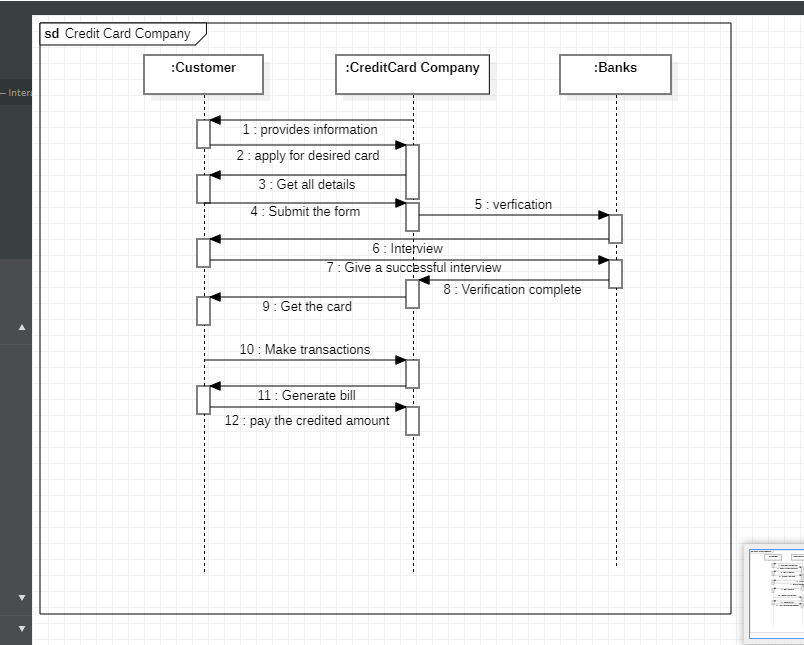 sd Credit Card Company
:Customer
:CreditCard Company
:Banks
– Inter
1 : provides information
2 : apply for desired card
3 : Get all details
4 : Submit the form
5 : verfication
6 : Interview
7 : Give a successful interview
8 : Verification complete
9 : Get the card
10 : Make transactions
11 : Generate bill
12 : pay the credited amount